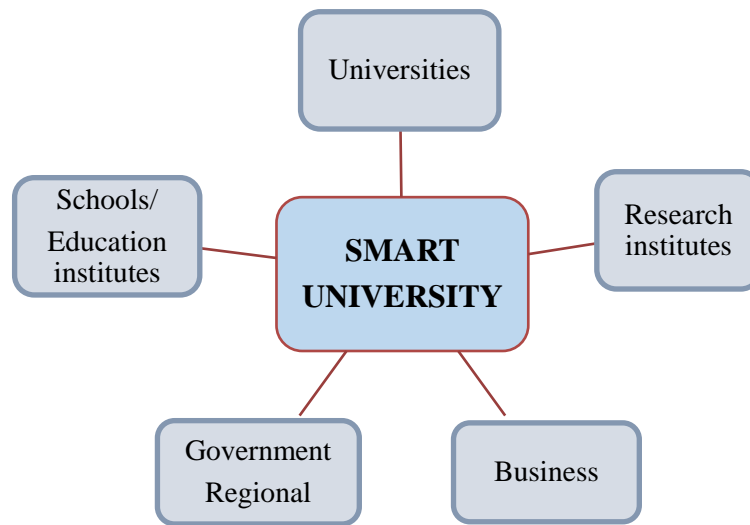 Universities
Schools/
Education
institutes
SMART
UNIVERSITY
Research
institutes
Government
Regional
Business